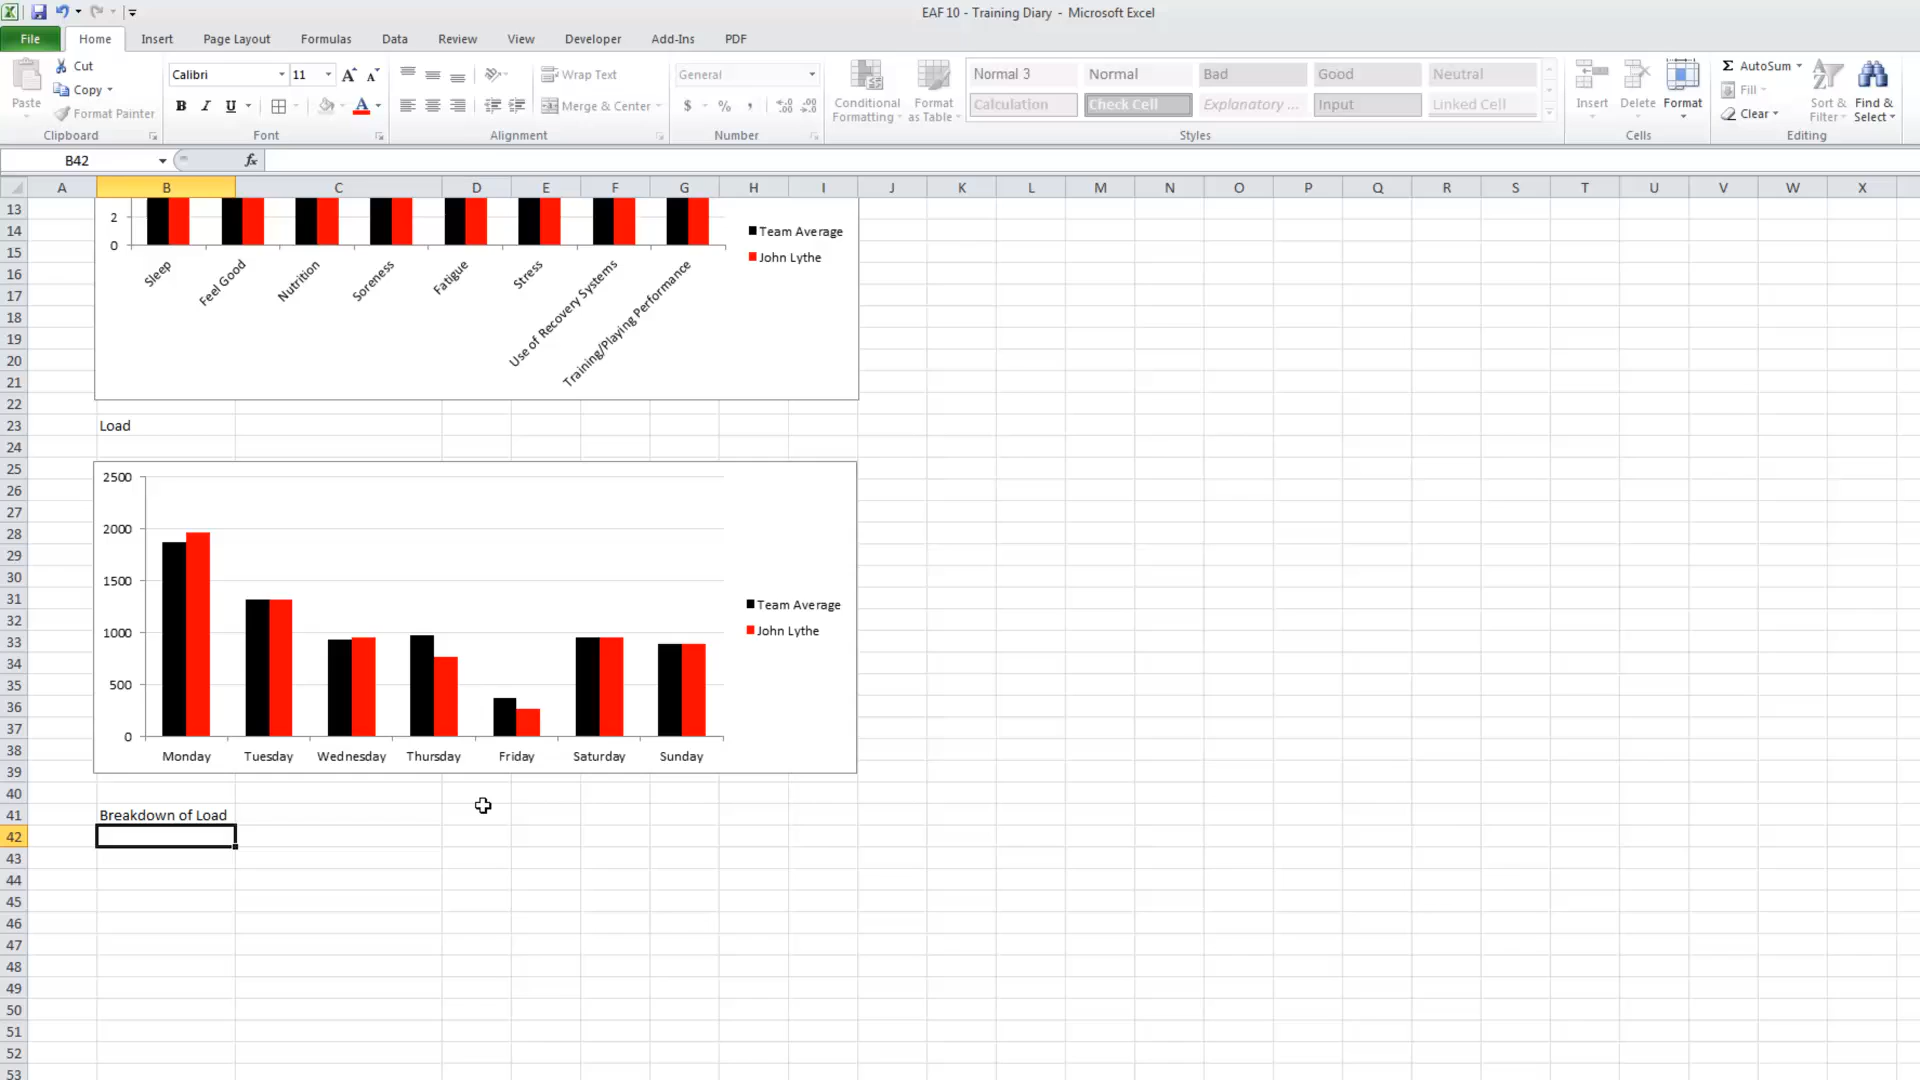 EAF 10 - Training Diary - Microsoft Excel
File Home Insert Page Layout Formulas Data Review View Developer Add-Ins PDF
Paste
Cut
Copy
Format Painter
Clipboard
Calibri 11
B I U
Font
Wrap Text
Merge & Center
Alignment
General
$ % ,
Number
Conditional Formatting
Format as Table
Normal 3 Normal Bad Good Neutral
Calculation Check Cell Explanatory ... Input Linked Cell
Styles
Insert Delete Format
Cells
Σ AutoSum
Fill
Clear
Sort & Filter
Find & Select
Editing
B42 fx
A B C D E F G H I J K L M N O P Q R S T U V W X
13
14
15
16
17
18
19
20
21
22
23
24
25
26
27
28
29
30
31
32
33
34
35
36
37
38
39
40
41
42
43
44
45
46
47
48
49
50
51
52
53
2
0
Sleep
Feel Good
Nutrition
Soreness
Fatigue
Stress
Use of Recovery Systems
Training/Playing Performance
Team Average
John Lythe
Load
2500
2000
1500
1000
500
0
Monday Tuesday Wednesday Thursday Friday Saturday Sunday
Team Average
John Lythe
Breakdown of Load